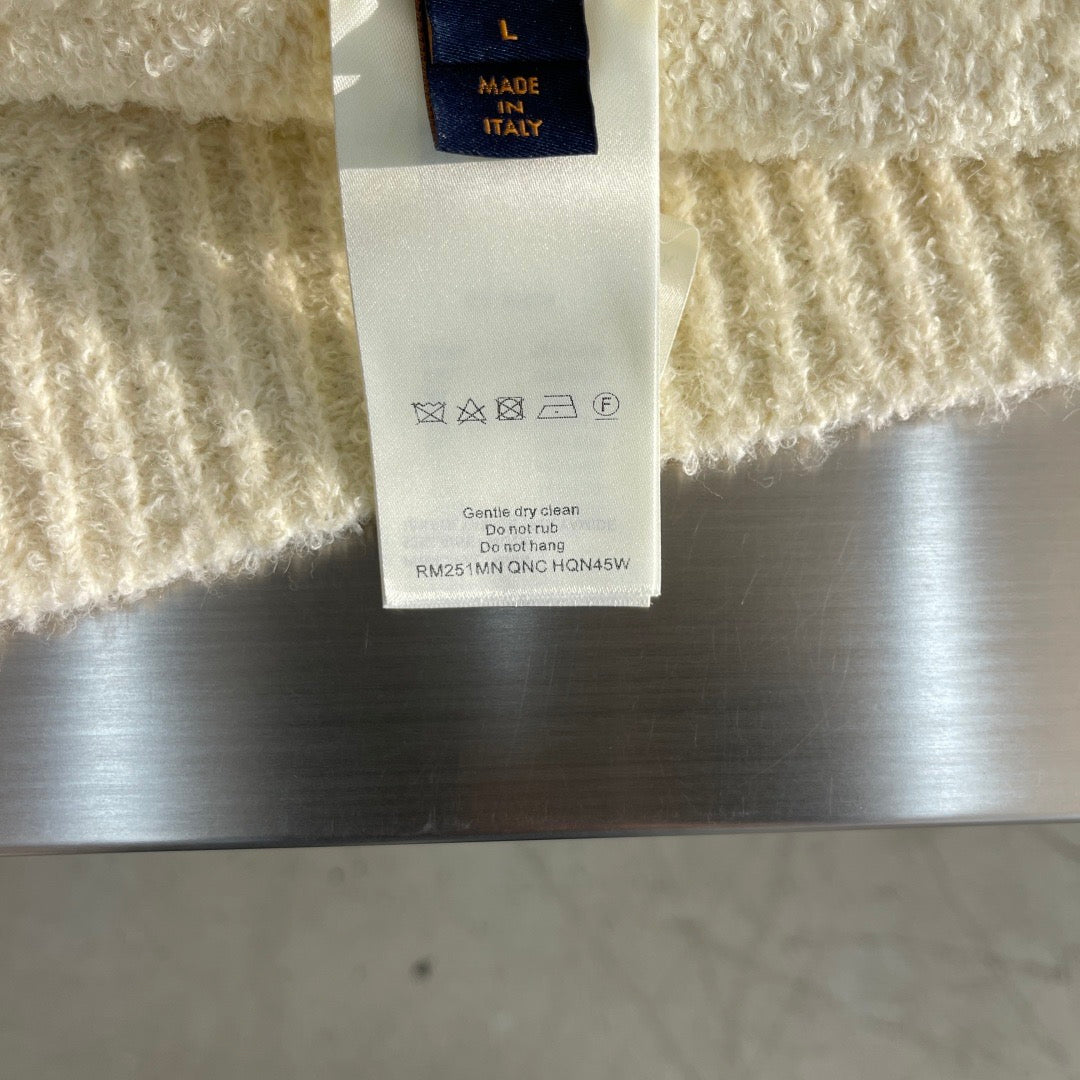 L
MADE
IN
ITALY
F
Gentle dry clean
Do not rub
Do not hang
RM251MN QNC HQN45W